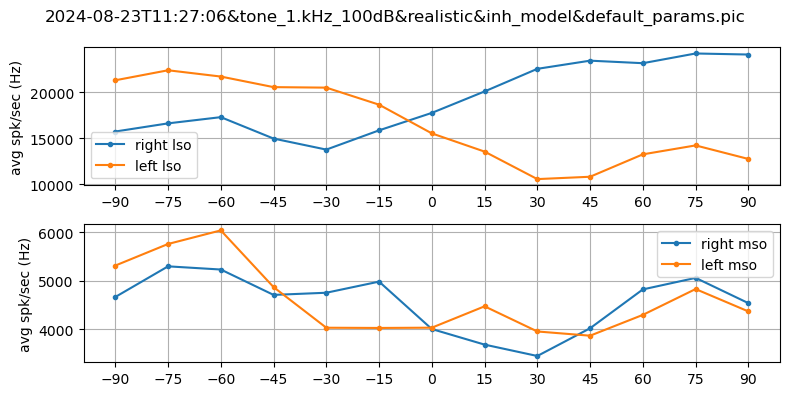 2024-08-23T11:27:06&tone_1.kHz_100dB&realistic&inh_model&default_params.pic
avg spk/sec (Hz)
20000
15000
10000
right lso
left lso
−90 −75 −60 −45 −30 −15 0 15 30 45 60 75 90
avg spk/sec (Hz)
6000
5000
4000
right mso
left mso
−90 −75 −60 −45 −30 −15 0 15 30 45 60 75 90